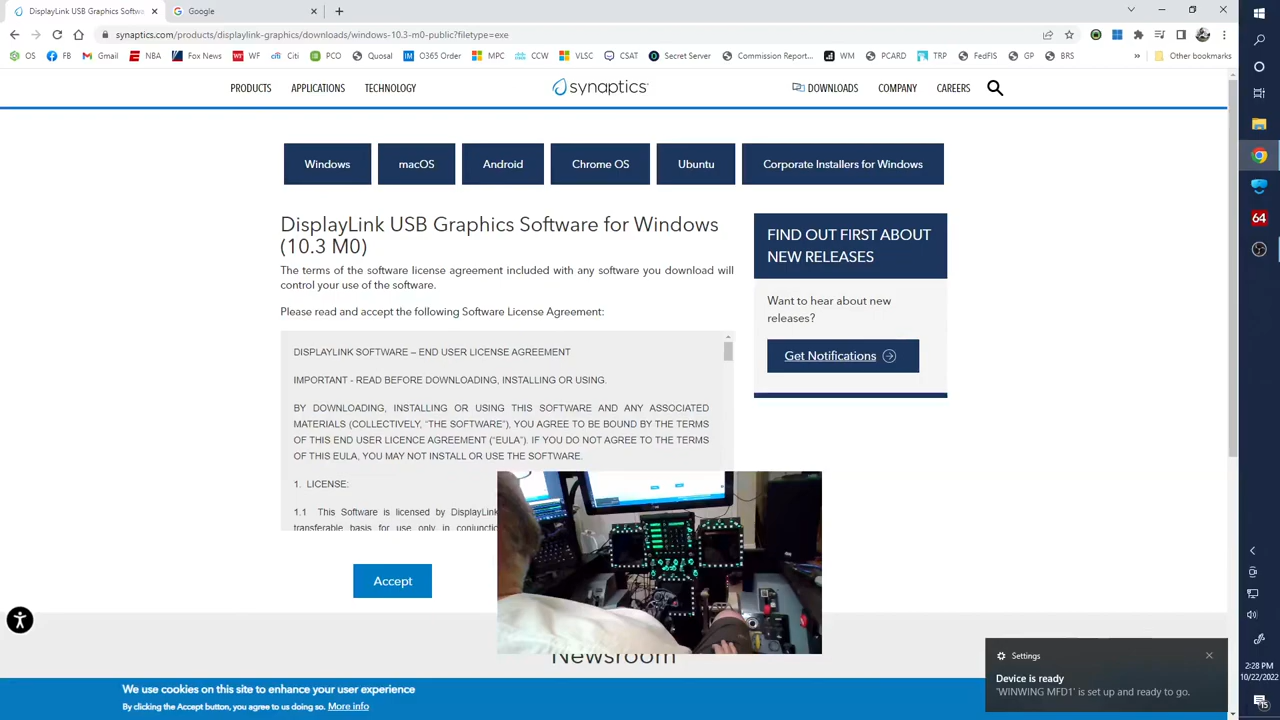 DisplayLink USB Graphics Softwa
Google
synaptics.com/products/displaylink-graphics/downloads/windows-10.3-m0-public?filetype=exe
OS FB Gmail NBA Fox News WF Citi PCO Quosal O365 Order MPC CCW VLSC CSAT Secret Server Commission Report... WM PCARD TRP FedFIS GP BRS » Other bookmarks
PRODUCTS APPLICATIONS TECHNOLOGY synaptics DOWNLOADS COMPANY CAREERS
Windows macOS Android Chrome OS Ubuntu Corporate Installers for Windows
DisplayLink USB Graphics Software for Windows
(10.3 M0)
The terms of the software license agreement included with any software you download will
control your use of the software.
Please read and accept the following Software License Agreement:
DISPLAYLINK SOFTWARE – END USER LICENSE AGREEMENT
IMPORTANT - READ BEFORE DOWNLOADING, INSTALLING OR USING.
BY DOWNLOADING, INSTALLING OR USING THIS SOFTWARE AND ANY ASSOCIATED
MATERIALS (COLLECTIVELY, “THE SOFTWARE”), YOU AGREE TO BE BOUND BY THE TERMS
OF THIS END USER LICENCE AGREEMENT (“EULA”). IF YOU DO NOT AGREE TO THE TERMS
OF THIS EULA, YOU MAY NOT INSTALL OR USE THE SOFTWARE.
1. LICENSE:
1.1 This Software is licensed by DisplayLink
transferable basis for use only in conjunctio
Accept
FIND OUT FIRST ABOUT
NEW RELEASES
Want to hear about new
releases?
Get Notifications
Newsroom
We use cookies on this site to enhance your user experience
By clicking the Accept button, you agree to us doing so. More info
Settings
Device is ready
'WINWING MFD1' is set up and ready to go.
64
2:28 PM
10/22/2022
15